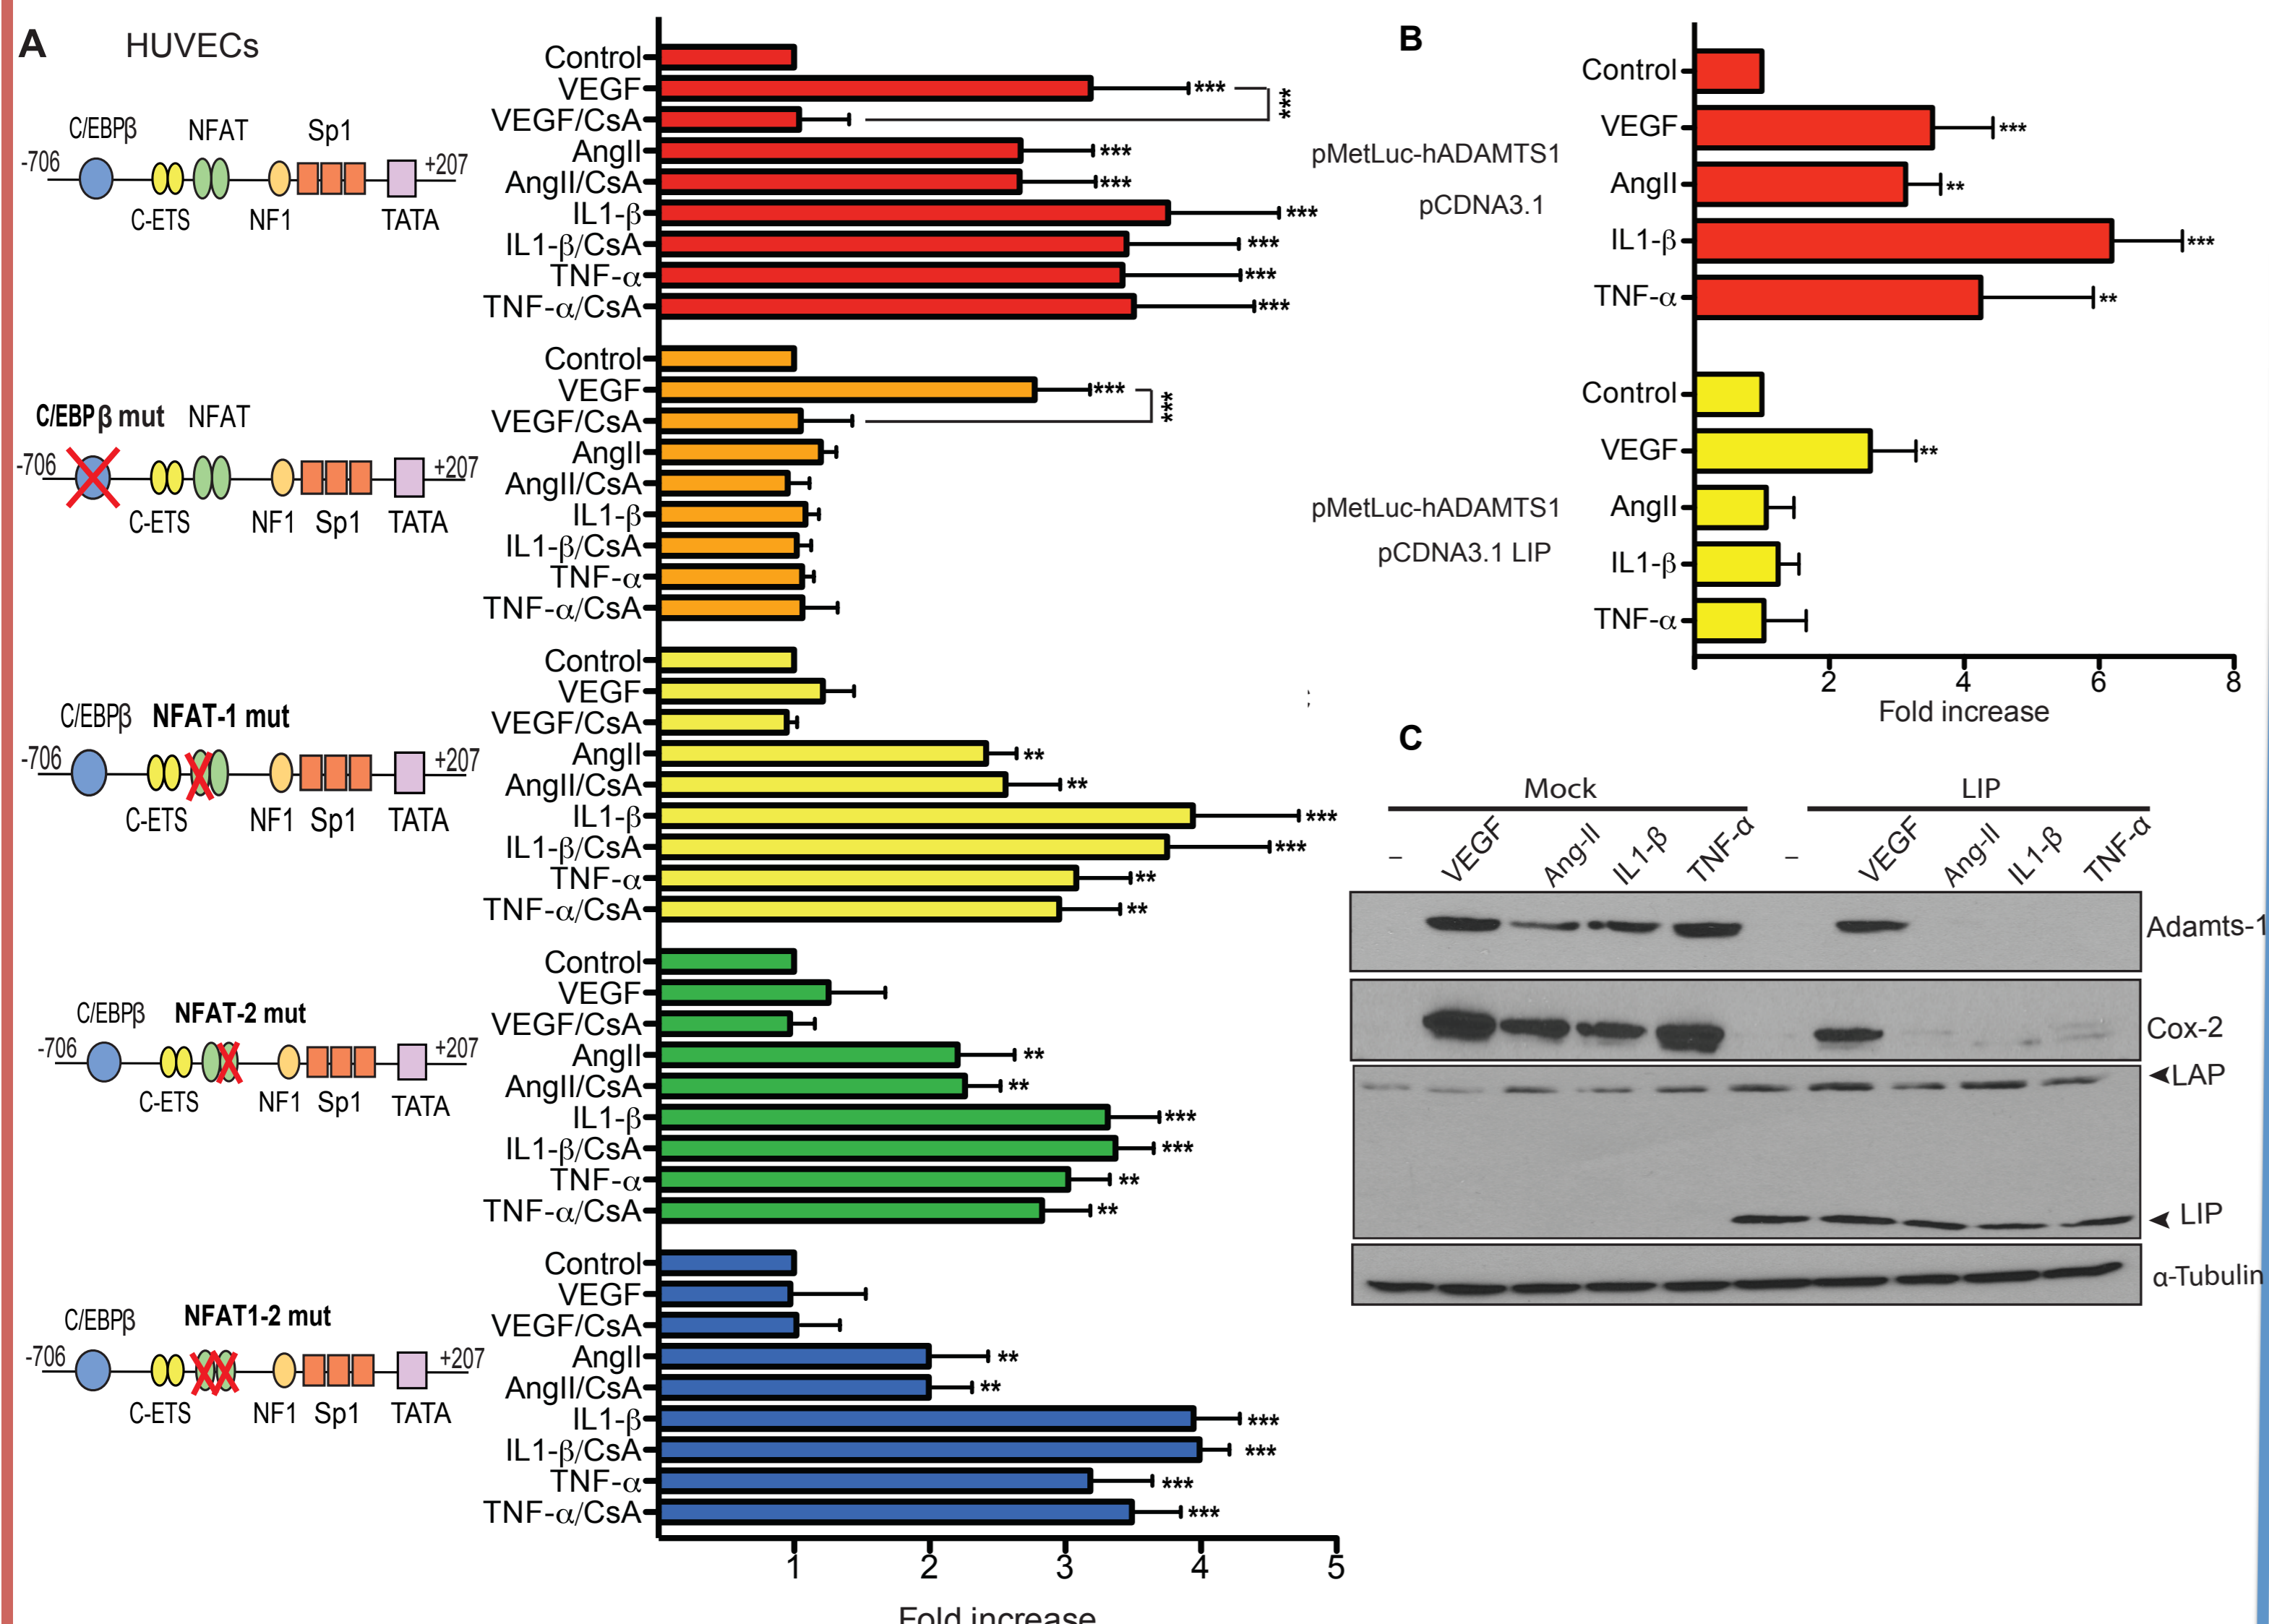 A
HUVECs
C/EBPβ NFAT Sp1
-706 +207
C-ETS NF1 TATA
Control
VEGF ***
VEGF/CsA ***
AngII ***
AngII/CsA ***
IL1-β ***
IL1-β/CsA ***
TNF-α ***
TNF-α/CsA ***
C/EBPβ mut NFAT
-706 +207
C-ETS NF1 Sp1 TATA
Control
VEGF ***
VEGF/CsA ***
AngII
AngII/CsA
IL1-β
IL1-β/CsA
TNF-α
TNF-α/CsA
C/EBPβ NFAT-1 mut
-706 +207
C-ETS NF1 Sp1 TATA
Control
VEGF
VEGF/CsA
AngII **
AngII/CsA **
IL1-β ***
IL1-β/CsA ***
TNF-α **
TNF-α/CsA **
C/EBPβ NFAT-2 mut
-706 +207
C-ETS NF1 Sp1 TATA
Control
VEGF
VEGF/CsA
AngII **
AngII/CsA **
IL1-β ***
IL1-β/CsA ***
TNF-α **
TNF-α/CsA **
C/EBPβ NFAT1-2 mut
-706 +207
C-ETS NF1 Sp1 TATA
Control
VEGF
VEGF/CsA
AngII **
AngII/CsA **
IL1-β ***
IL1-β/CsA ***
TNF-α ***
TNF-α/CsA ***
1 2 3 4 5
Fold increase
B
pMetLuc-hADAMTS1
pCDNA3.1
Control
VEGF ***
AngII **
IL1-β ***
TNF-α **
pMetLuc-hADAMTS1
pCDNA3.1 LIP
Control
VEGF **
AngII
IL1-β
TNF-α
2 4 6 8
Fold increase
C
Mock LIP
– VEGF Ang-II IL1-β TNF-α – VEGF Ang-II IL1-β TNF-α
Adamts-1
Cox-2
LAP
LIP
α-Tubulin